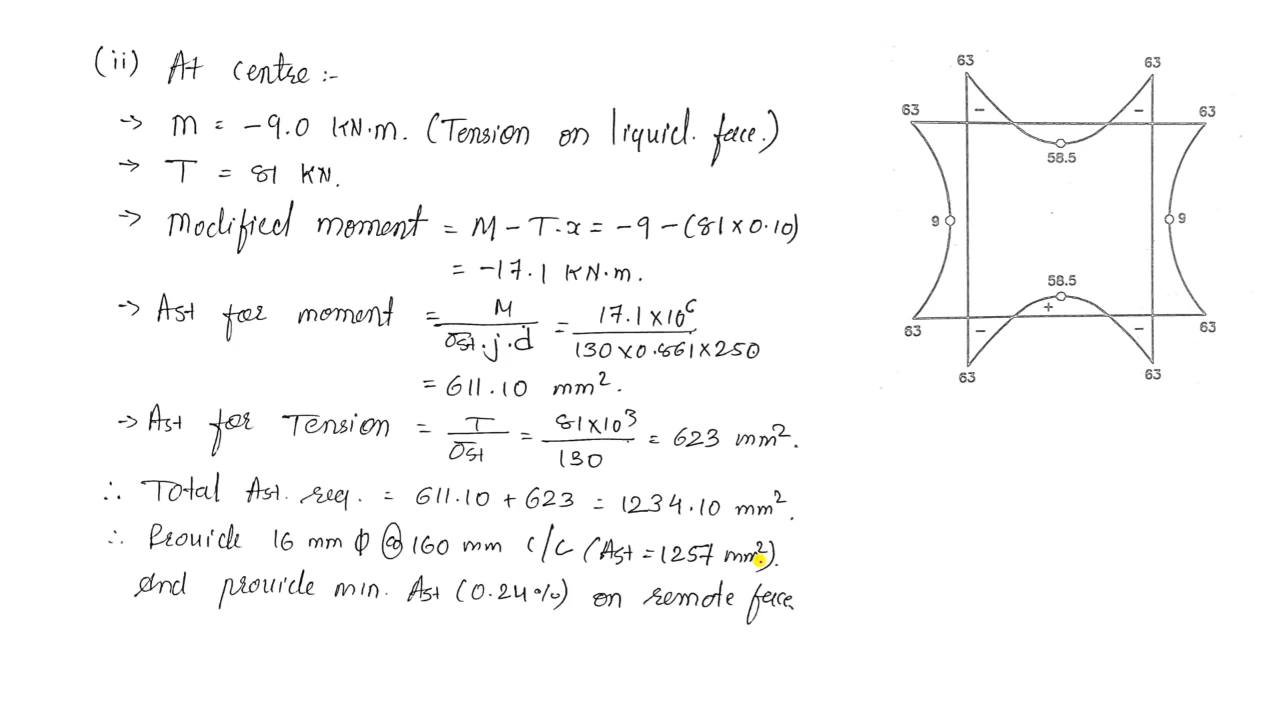 (ii) At centre :-
→ M = -9.0 KN.m. (Tension on liquid. face.)
→ T = 81 KN.
→ Modified moment = M - T.x = -9 - (81 x 0.10)
= -17.1 KN.m.
→ Ast for moment = M / σst.j.d = 17.1 x 10^6 / 130 x 0.861 x 250
= 611.10 mm².
→ Ast for Tension = T / σst = 81 x 10³ / 130 = 623 mm².
∴ Total Ast. req. = 611.10 + 623 = 1234.10 mm².
∴ Provide 16 mm ϕ @ 160 mm c/c (Ast = 1257 mm²).
And provide min. Ast (0.24%) on remote face
63 63
63 63
- -
58.5
9 9
58.5
+
- -
63 63
63 63